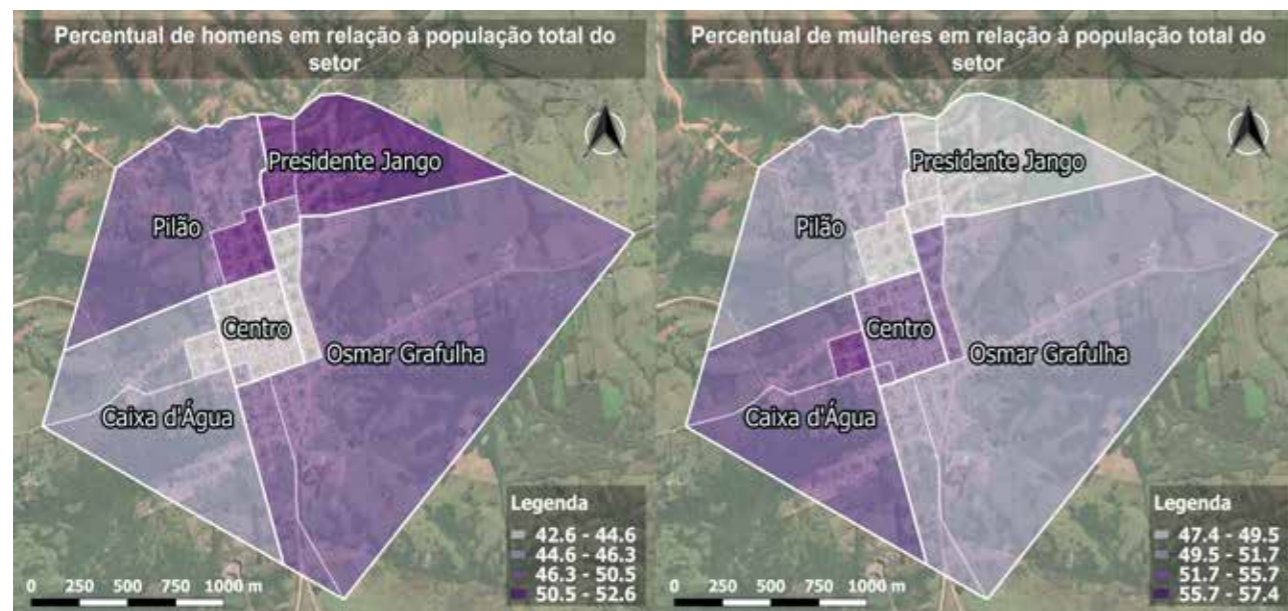 Percentual de homens em relação à população total do
setor
Presidente Jango
Pilão
Centro
Osmar Grafulha
Caixa d'Água
Legenda
42.6 - 44.6
44.6 - 46.3
46.3 - 50.5
50.5 - 52.6
0 250 500 750 1000 m
Percentual de mulheres em relação à população total do
setor
Presidente Jango
Pilão
Centro
Osmar Grafulha
Caixa d'Água
Legenda
47.4 - 49.5
49.5 - 51.7
51.7 - 55.7
55.7 - 57.4
0 250 500 750 1000 m